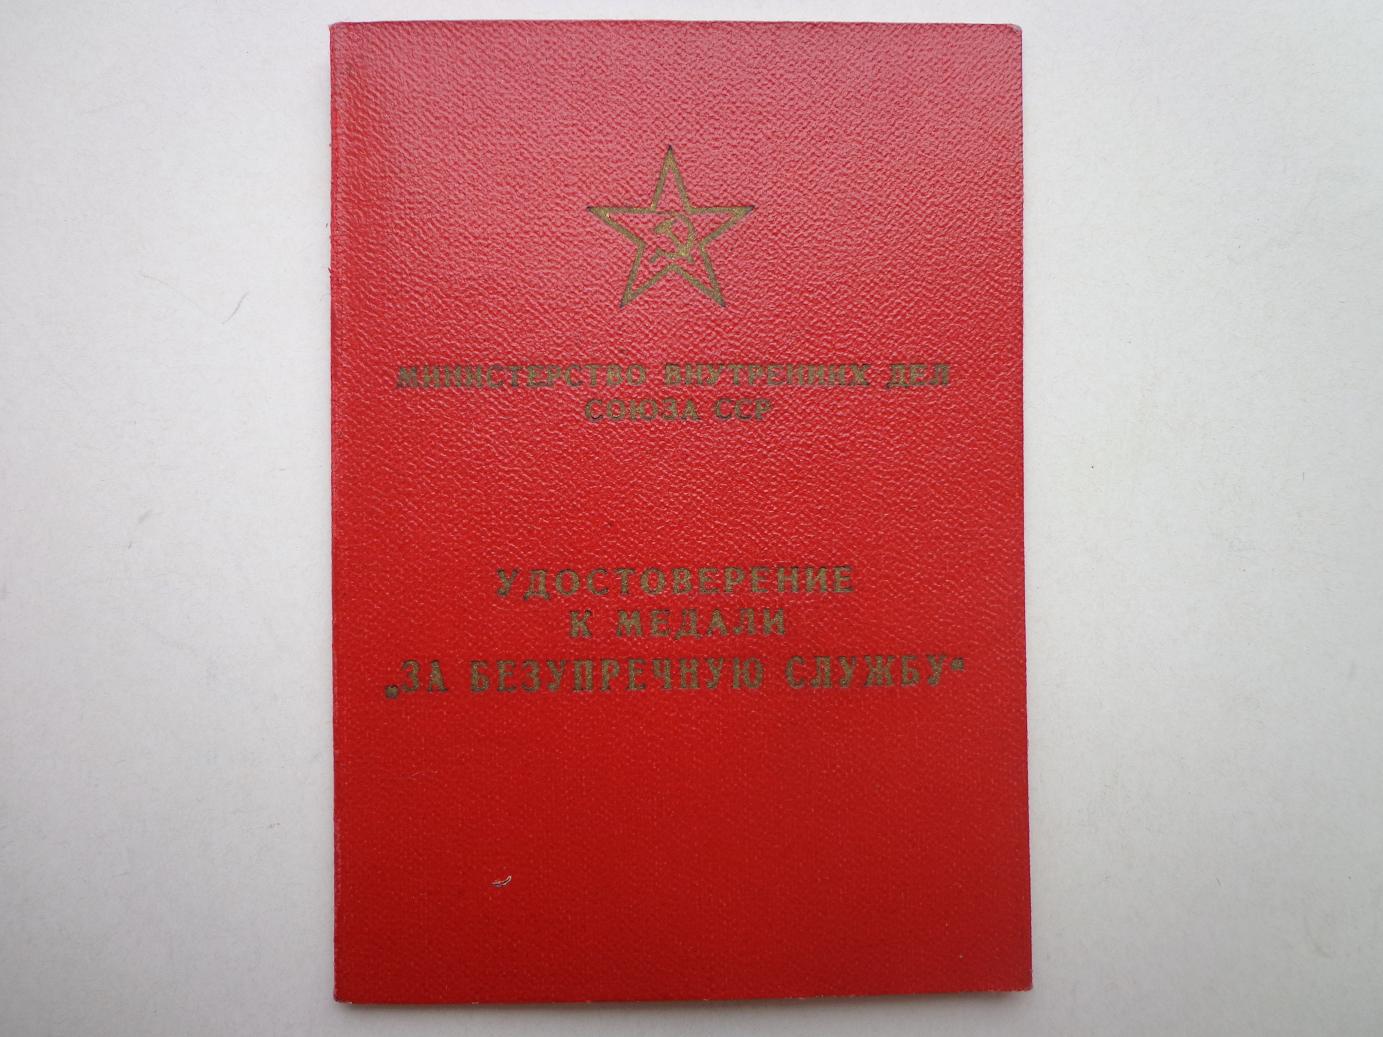 МИНИСТЕРСТВО ВНУТРЕННИХ ДЕЛ
СОЮЗА ССР
УДОСТОВЕРЕНИЕ
К МЕДАЛИ
„ЗА БЕЗУПРЕЧНУЮ СЛУЖБУ“